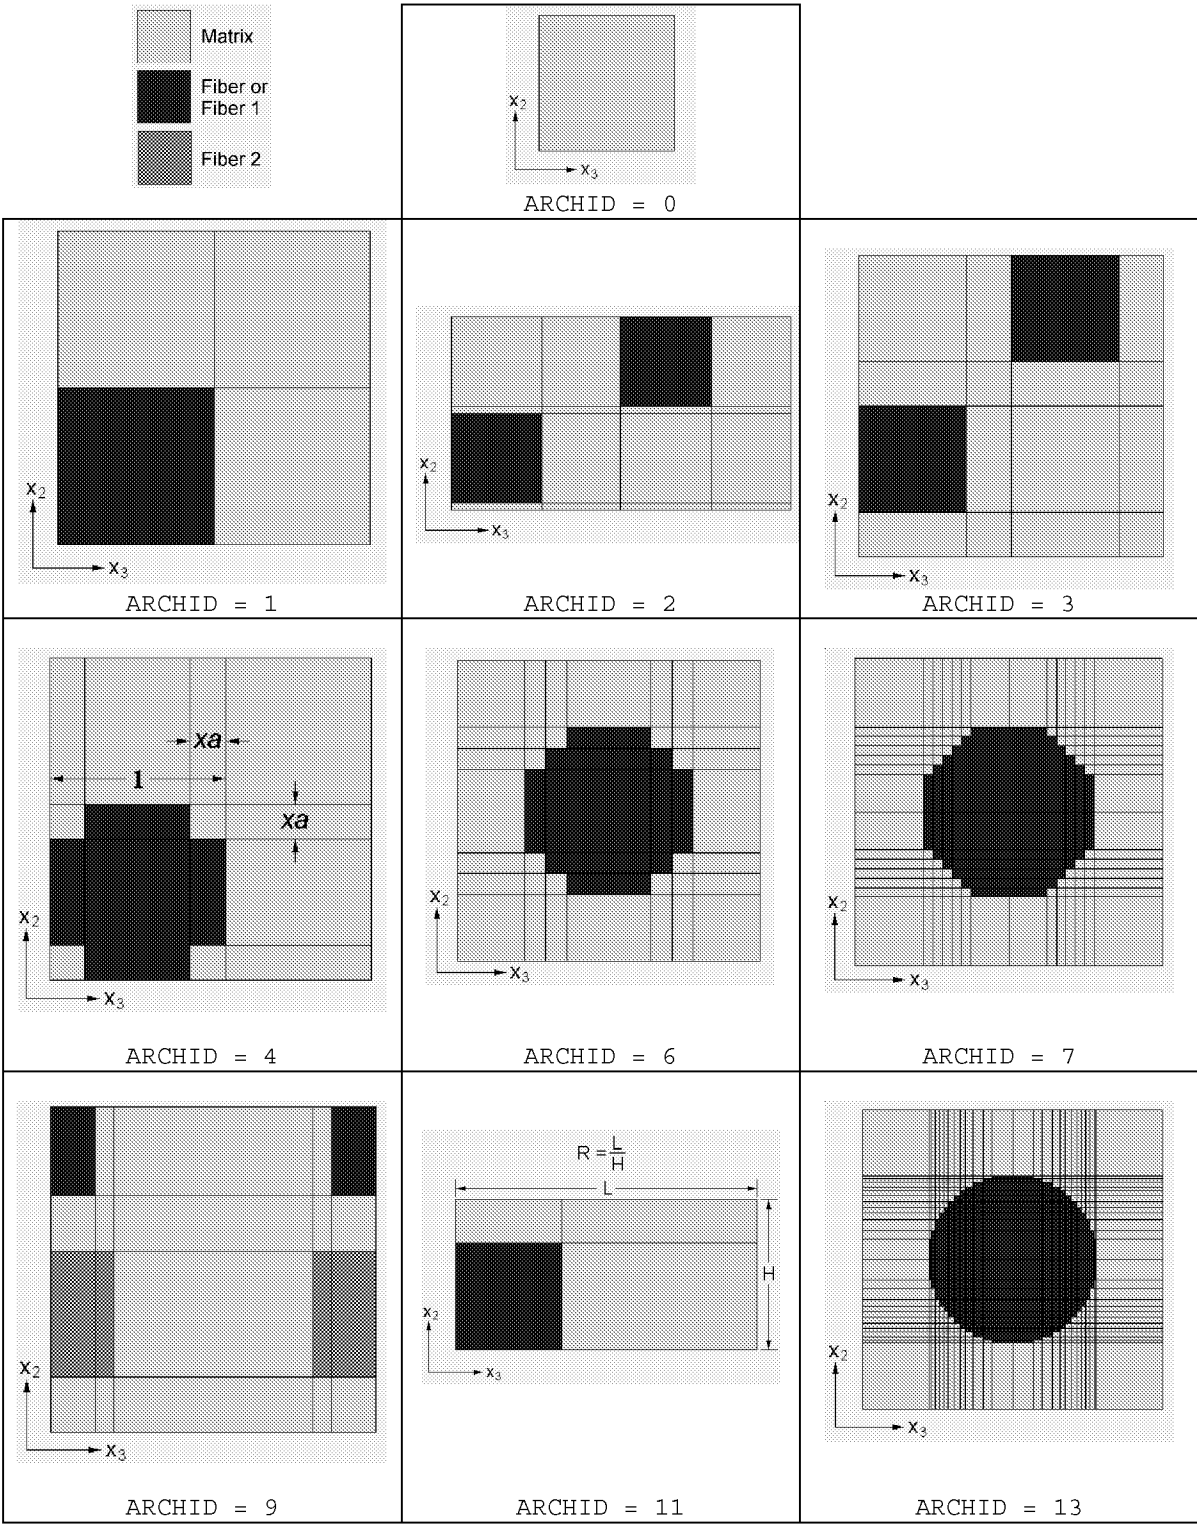 Matrix
Fiber or
Fiber 1
Fiber 2
x2
x3
ARCHID = 0
x2
x3
ARCHID = 1
x2
x3
ARCHID = 2
x2
x3
ARCHID = 3
xa
1
xa
x2
x3
ARCHID = 4
x2
x3
ARCHID = 6
x2
x3
ARCHID = 7
x2
x3
ARCHID = 9
R = L/H
L
H
x2
x3
ARCHID = 11
x2
x3
ARCHID = 13